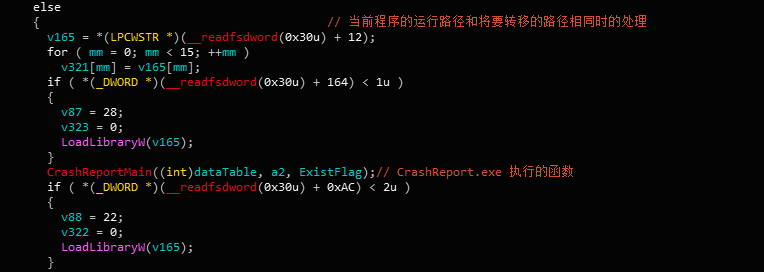 else
{ // 当前程序的运行路径和将要转移的路径相同时的处理
v165 = *(LPCWSTR *)(__readfsdword(0x30u) + 12);
for ( mm = 0; mm < 15; ++mm )
v321[mm] = v165[mm];
if ( *(_DWORD *)(__readfsdword(0x30u) + 164) < 1u )
{
v87 = 28;
v323 = 0;
LoadLibraryW(v165);
}
CrashReportMain((int)dataTable, a2, ExistFlag);// CrashReport.exe 执行的函数
if ( *(_DWORD *)(__readfsdword(0x30u) + 0xAC) < 2u )
{
v88 = 22;
v322 = 0;
LoadLibraryW(v165);
}